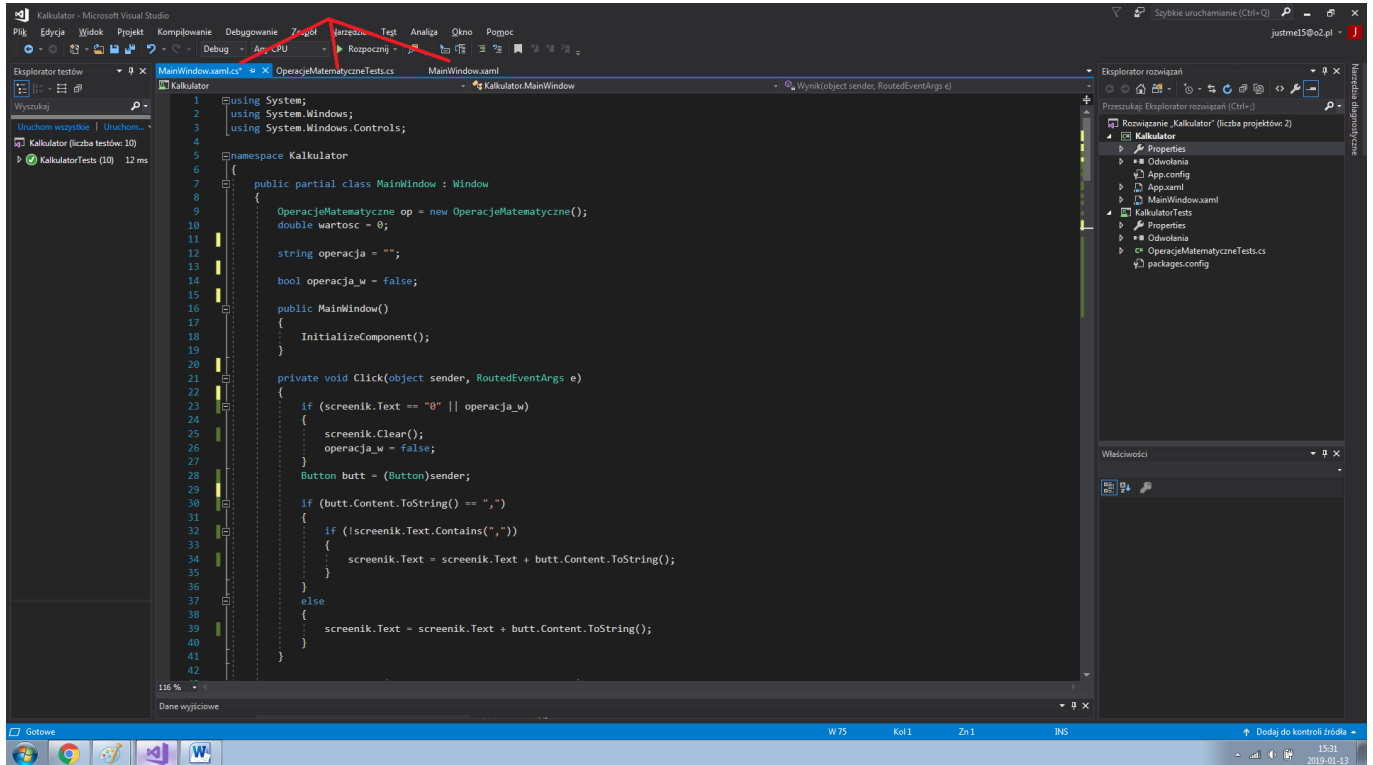 Kalkulator - Microsoft Visual Studio
Szybkie uruchamianie (Ctrl+Q)
Plik Edycja Widok Projekt Kompilowanie Debugowanie Zespół Narzędzia Test Analiza Okno Pomoc
justme15@o2.pl J
Debug Any CPU Rozpocznij
Eksplorator testów
Wyszukaj
Uruchom wszystkie | Uruchom...
Kalkulator (liczba testów: 10)
KalkulatorTests (10) 12 ms
MainWindow.xaml.cs* OperacjeMatematyczneTests.cs MainWindow.xaml
Kalkulator Kalkulator.MainWindow Wynik(object sender, RoutedEventArgs e)
1 using System;
2 using System.Windows;
3 using System.Windows.Controls;
4
5 namespace Kalkulator
6 {
7 public partial class MainWindow : Window
8 {
9 OperacjeMatematyczne op = new OperacjeMatematyczne();
10 double wartosc = 0;
11
12 string operacja = "";
13
14 bool operacja_w = false;
15
16 public MainWindow()
17 {
18 InitializeComponent();
19 }
20
21 private void Click(object sender, RoutedEventArgs e)
22 {
23 if (screenik.Text == "0" || operacja_w)
24 {
25 screenik.Clear();
26 operacja_w = false;
27 }
28 Button butt = (Button)sender;
29
30 if (butt.Content.ToString() == ",")
31 {
32 if (!screenik.Text.Contains(","))
33 {
34 screenik.Text = screenik.Text + butt.Content.ToString();
35 }
36 }
37 else
38 {
39 screenik.Text = screenik.Text + butt.Content.ToString();
40 }
41 }
42
116 %
Dane wyjściowe
Eksplorator rozwiązań
Przeszukaj: Eksplorator rozwiązań (Ctrl+;)
Rozwiązanie „Kalkulator" (liczba projektów: 2)
Kalkulator
Properties
Odwołania
App.config
App.xaml
MainWindow.xaml
KalkulatorTests
Properties
Odwołania
OperacjeMatematyczneTests.cs
packages.config
Właściwości
Narzędzia diagnostyczne
Gotowe W 75 Kol 1 Zn 1 INS Dodaj do kontroli źródła
15:31
2019-01-13